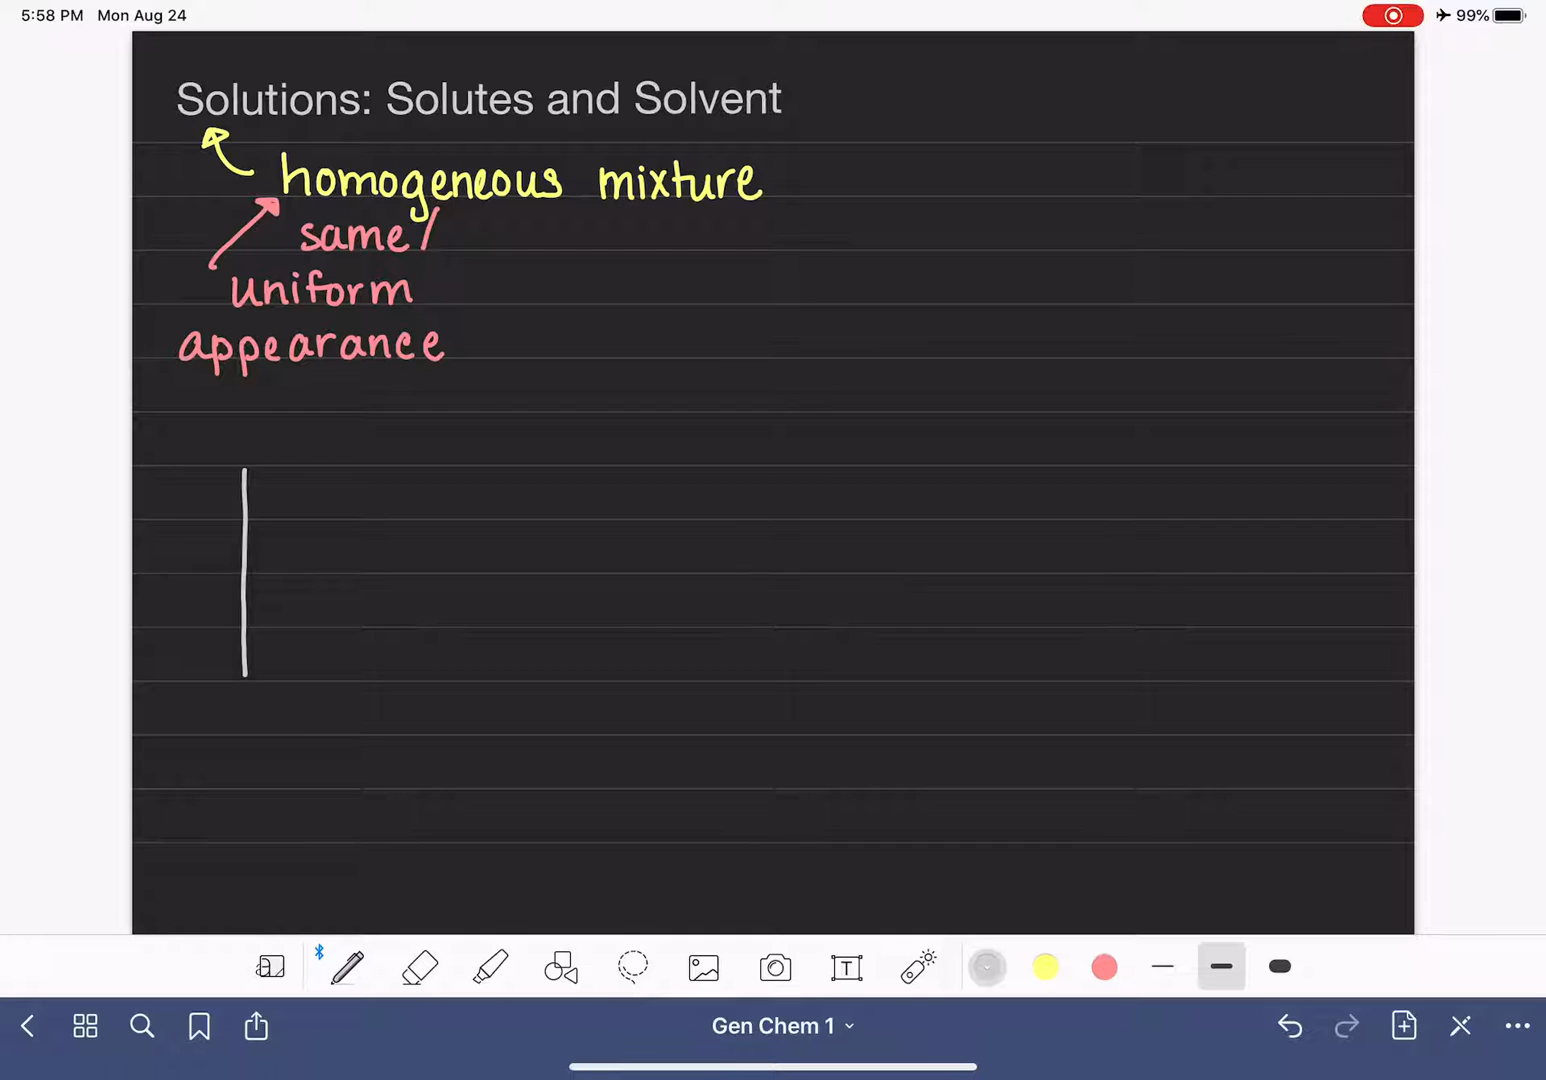 5:58 PM Mon Aug 24
99%
Solutions: Solutes and Solvent
homogeneous mixture
same/
uniform
appearance
T
Gen Chem 1